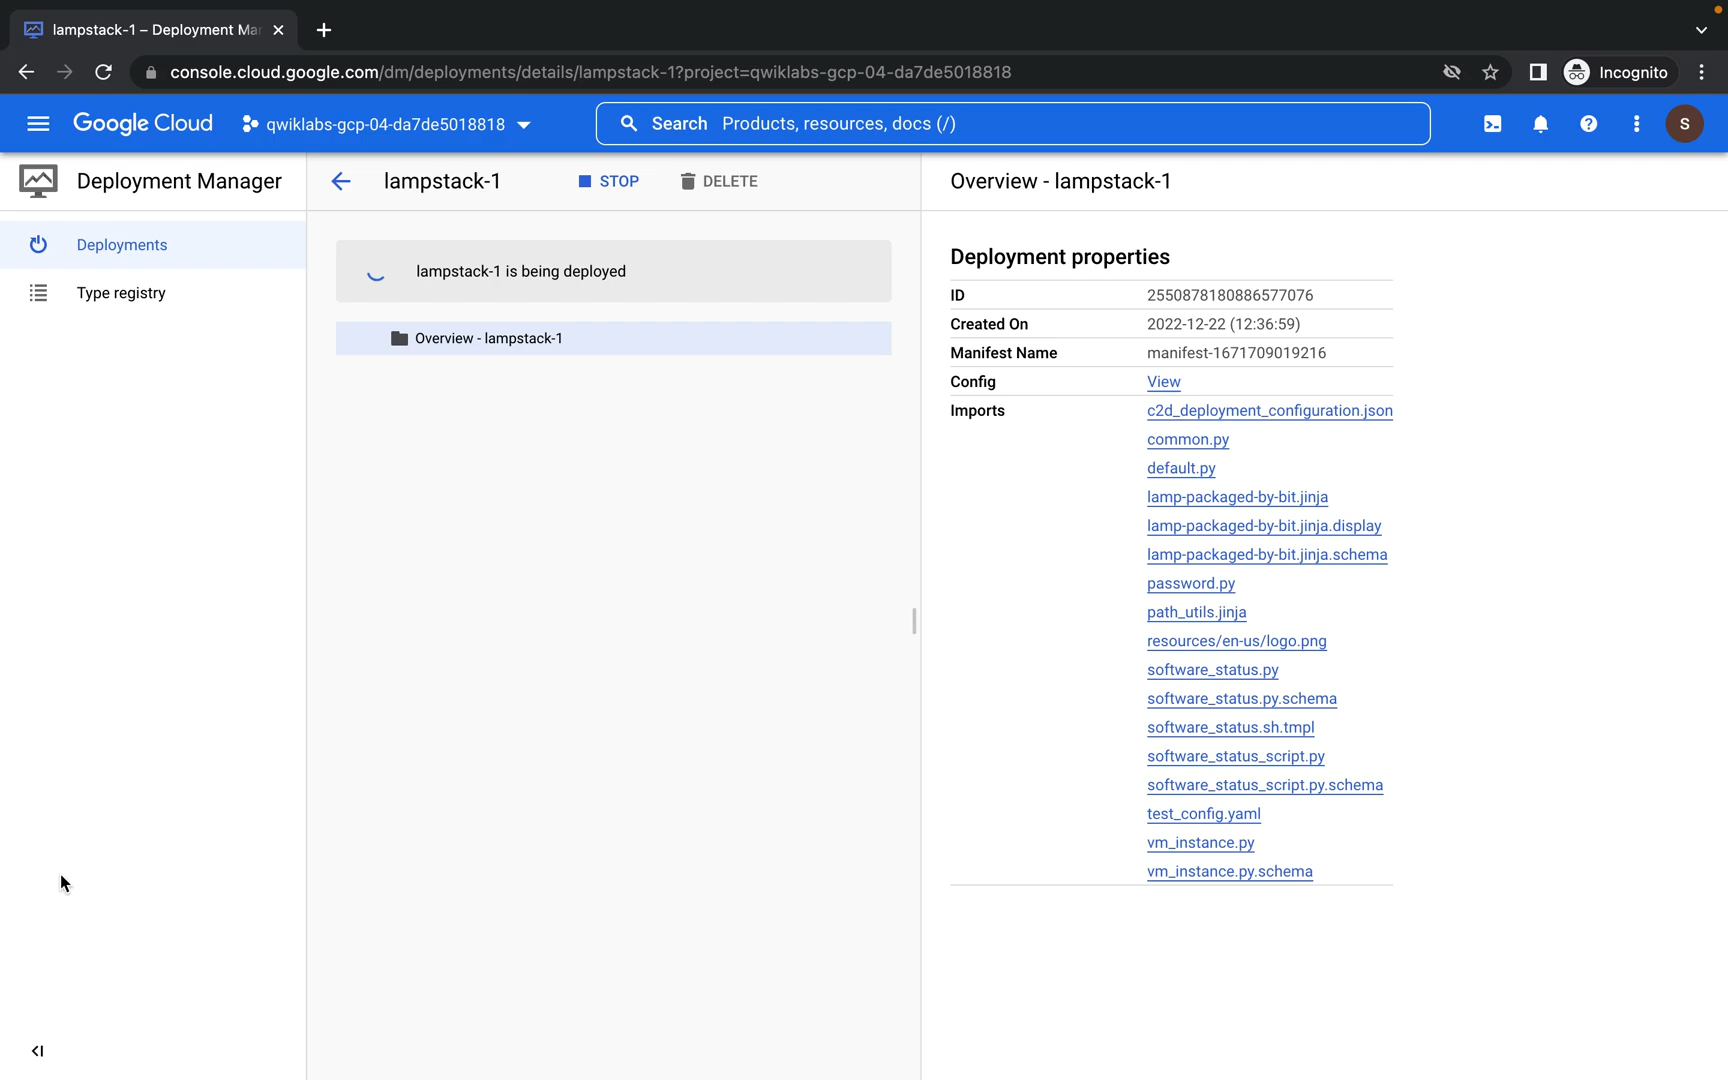 lampstack-1 – Deployment Ma
console.cloud.google.com/dm/deployments/details/lampstack-1?project=qwiklabs-gcp-04-da7de5018818
Incognito
Google Cloud
qwiklabs-gcp-04-da7de5018818
Search Products, resources, docs (/)
S
Deployment Manager
Deployments
Type registry
lampstack-1
STOP
DELETE
lampstack-1 is being deployed
Overview - lampstack-1
Overview - lampstack-1
Deployment properties
ID 2550878180886577076
Created On 2022-12-22 (12:36:59)
Manifest Name manifest-1671709019216
Config View
Imports c2d_deployment_configuration.json
common.py
default.py
lamp-packaged-by-bit.jinja
lamp-packaged-by-bit.jinja.display
lamp-packaged-by-bit.jinja.schema
password.py
path_utils.jinja
resources/en-us/logo.png
software_status.py
software_status.py.schema
software_status.sh.tmpl
software_status_script.py
software_status_script.py.schema
test_config.yaml
vm_instance.py
vm_instance.py.schema